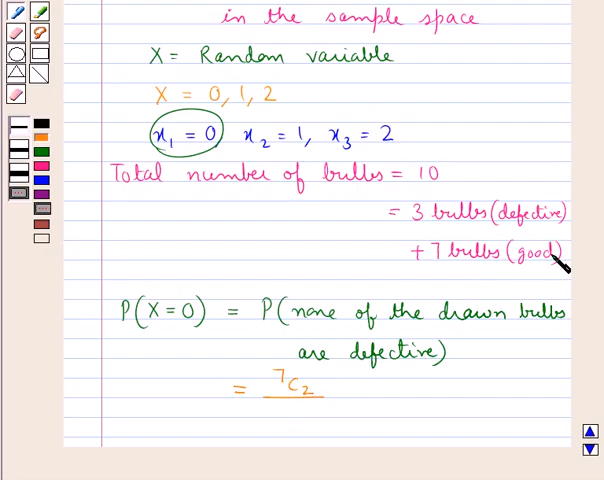 in the sample space
X = Random variable
X = 0, 1, 2
x₁ = 0, x₂ = 1, x₃ = 2
Total number of bulbs = 10
= 3 bulbs (defective)
+ 7 bulbs (good)
P(X = 0) = P(none of the drawn bulbs
are defective)
= ⁷C₂